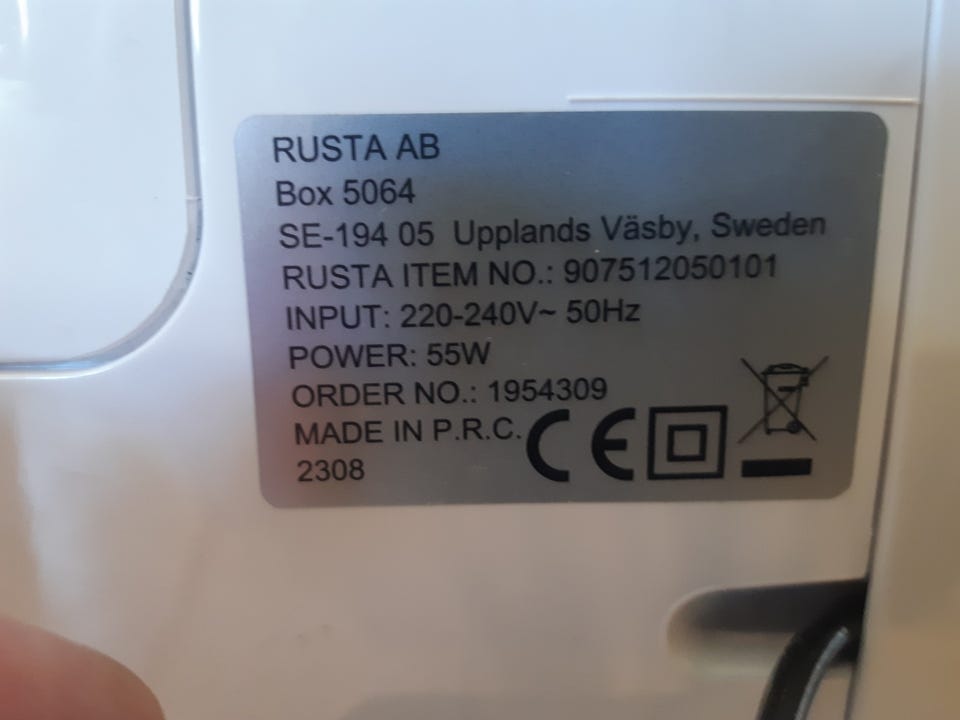 RUSTA AB
Box 5064
SE-194 05 Upplands Väsby, Sweden
RUSTA ITEM NO.: 907512050101
INPUT: 220-240V~ 50Hz
POWER: 55W
ORDER NO.: 1954309
MADE IN P.R.C.
2308
CE